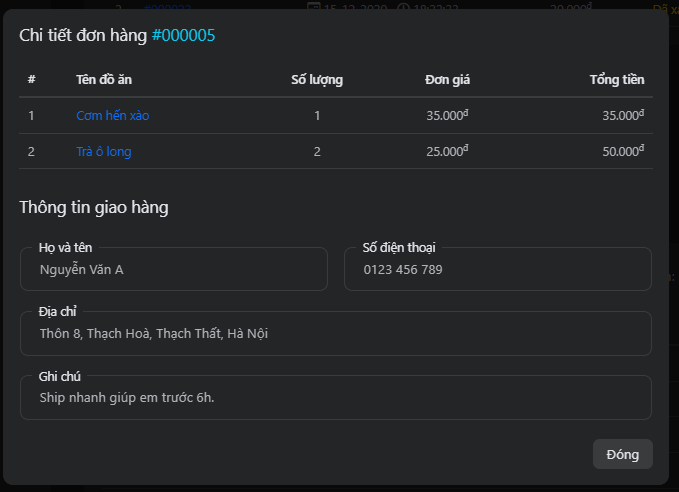 Chi tiết đơn hàng #000005
# Tên đồ ăn Số lượng Đơn giá Tổng tiền
1 Cơm hến xào 1 35.000đ 35.000đ
2 Trà ô long 2 25.000đ 50.000đ
Thông tin giao hàng
Họ và tên Số điện thoại
Nguyễn Văn A 0123 456 789
Địa chỉ
Thôn 8, Thạch Hoà, Thạch Thất, Hà Nội
Ghi chú
Ship nhanh giúp em trước 6h.
Đóng